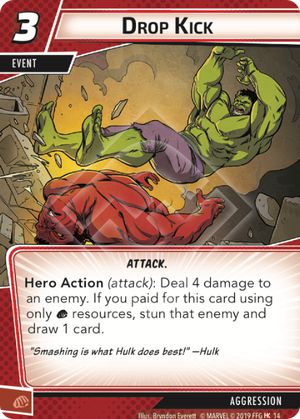 3
DROP KICK
EVENT
ATTACK.
Hero Action (attack): Deal 4 damage to
an enemy. If you paid for this card using
only resources, stun that enemy and
draw 1 card.
"Smashing is what Hulk does best!" —Hulk
AGGRESSION
Illus. Brandon Everett © MARVEL © 2019 FFG HK 14